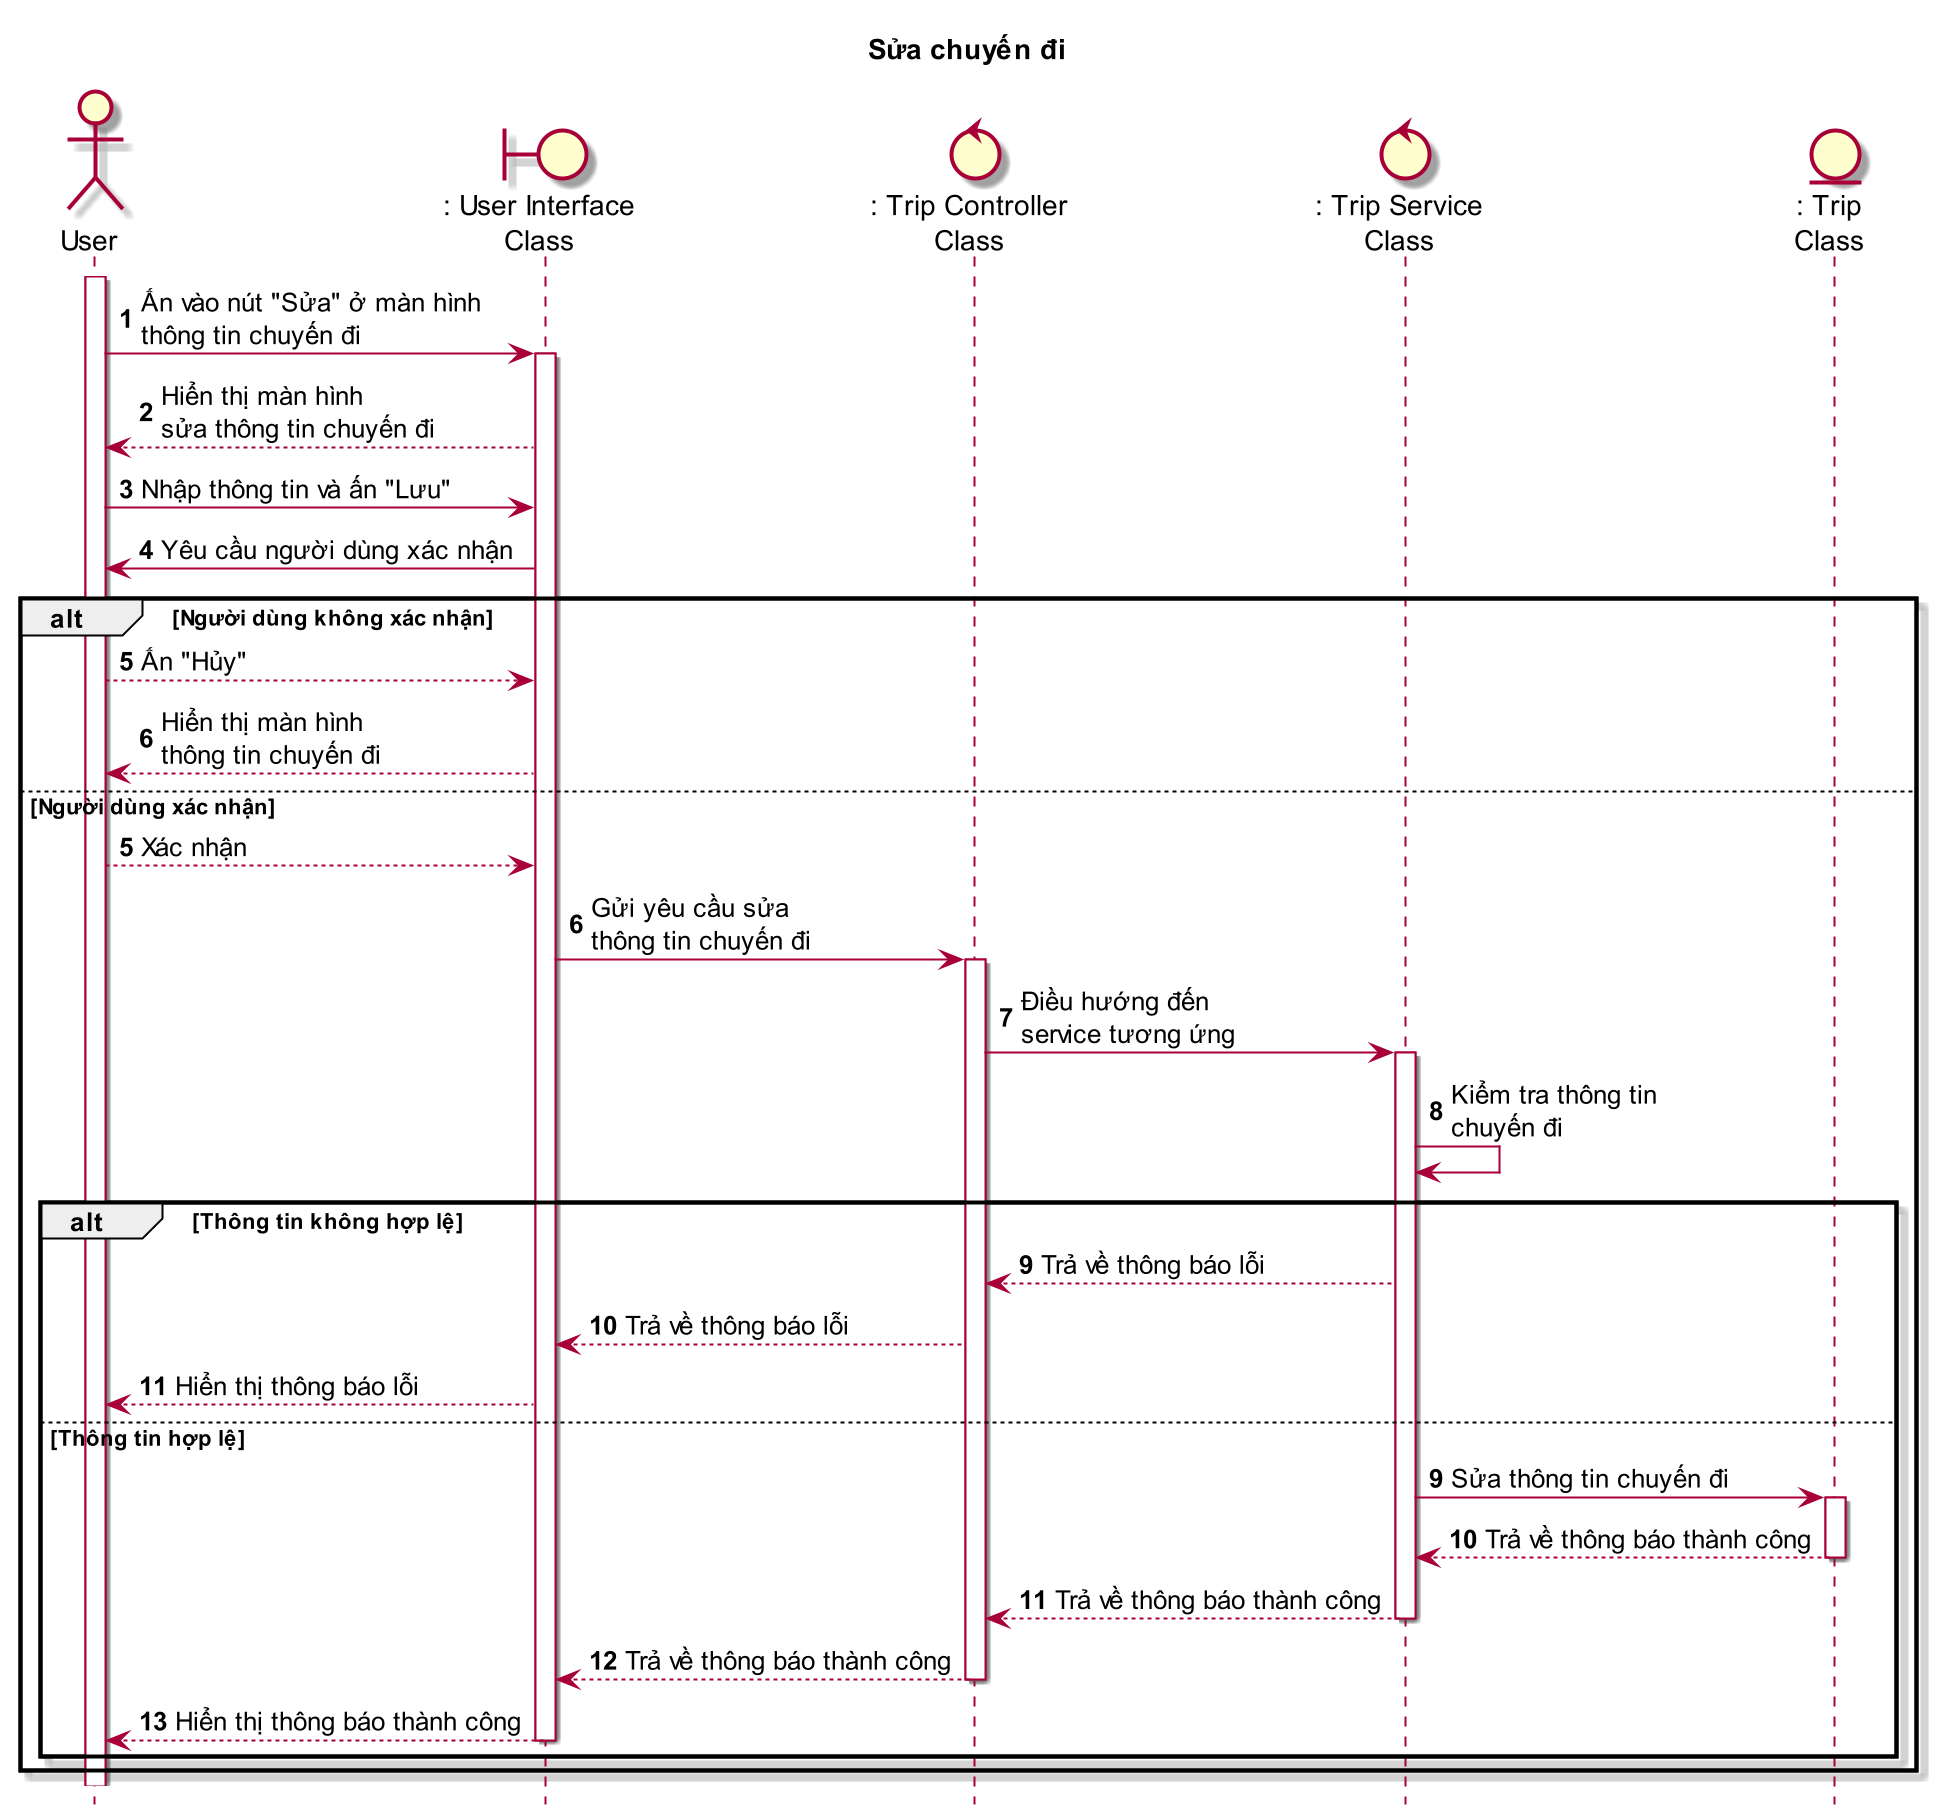 Sửa chuyến đi
User
: User Interface
Class
: Trip Controller
Class
: Trip Service
Class
: Trip
Class
1 Ấn vào nút "Sửa" ở màn hình
thông tin chuyến đi
2 Hiển thị màn hình
sửa thông tin chuyến đi
3 Nhập thông tin và ấn "Lưu"
4 Yêu cầu người dùng xác nhận
alt [Người dùng không xác nhận]
5 Ấn "Hủy"
6 Hiển thị màn hình
thông tin chuyến đi
[Người dùng xác nhận]
5 Xác nhận
6 Gửi yêu cầu sửa
thông tin chuyến đi
7 Điều hướng đến
service tương ứng
8 Kiểm tra thông tin
chuyến đi
alt [Thông tin không hợp lệ]
9 Trả về thông báo lỗi
10 Trả về thông báo lỗi
11 Hiển thị thông báo lỗi
[Thông tin hợp lệ]
9 Sửa thông tin chuyến đi
10 Trả về thông báo thành công
11 Trả về thông báo thành công
12 Trả về thông báo thành công
13 Hiển thị thông báo thành công